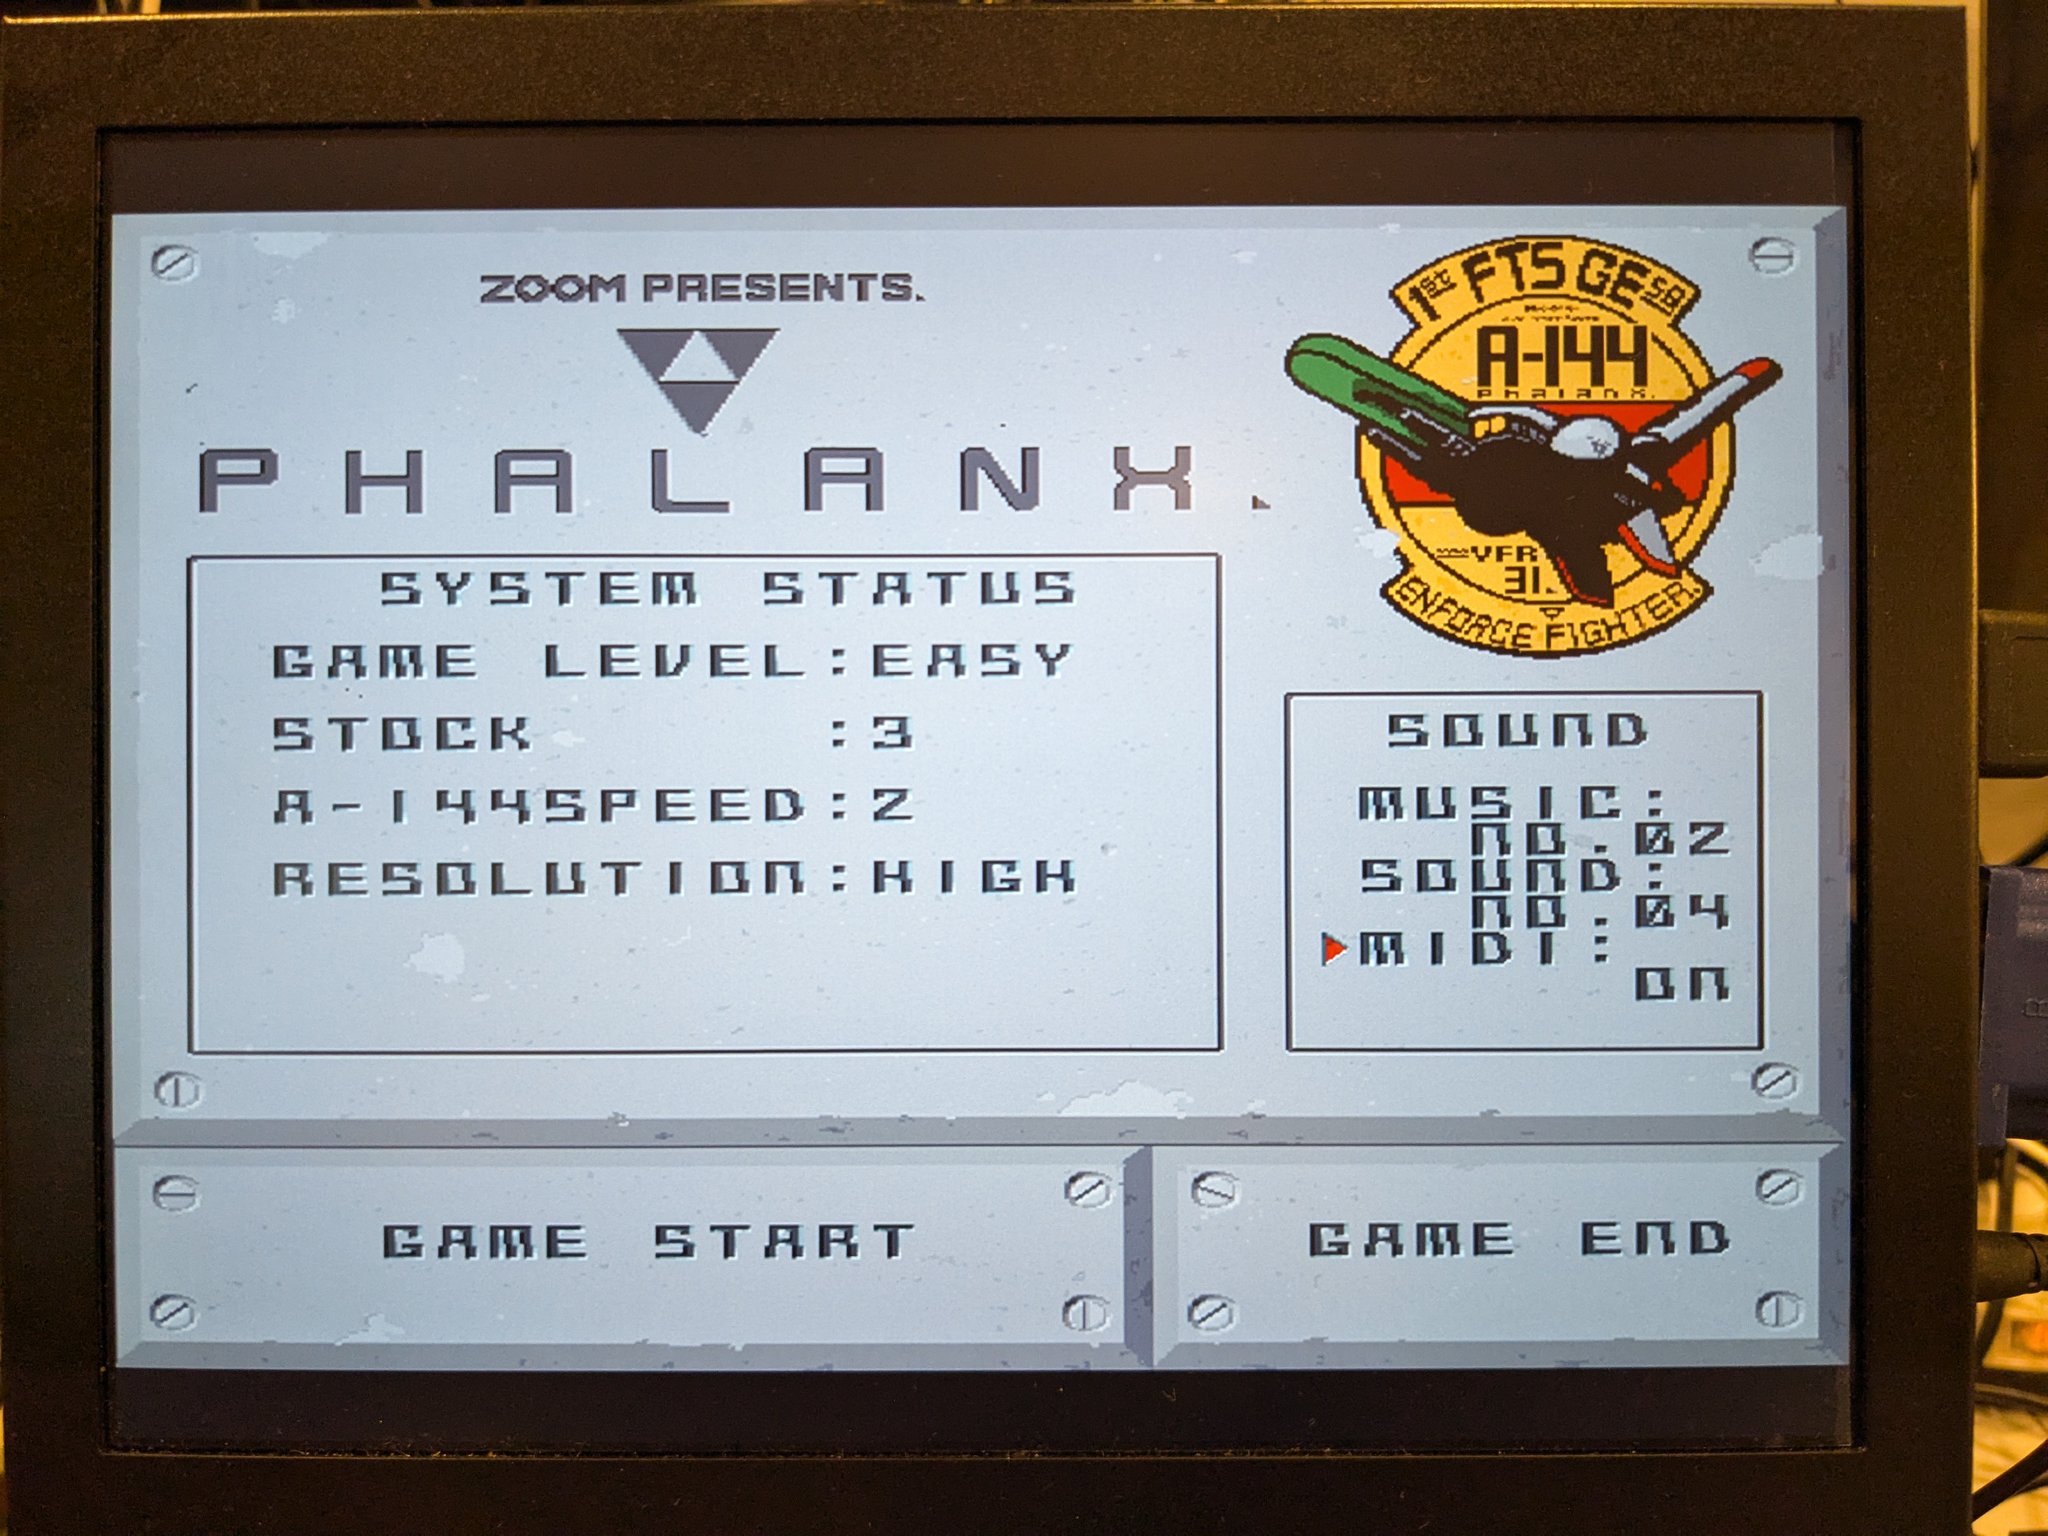 ZOOM PRESENTS.
PHALANX.
1st FTS GE SB
A-144
Phalanx.
VFR
31.
ENFORCE FIGHTER.
SYSTEM STATUS
GAME LEVEL:EASY
STOCK :3
A-144SPEED:2
RESOLUTION:HIGH
SOUND
MUSIC:
NO.02
SOUND:
NO.04
MIDI:
ON
GAME START
GAME END